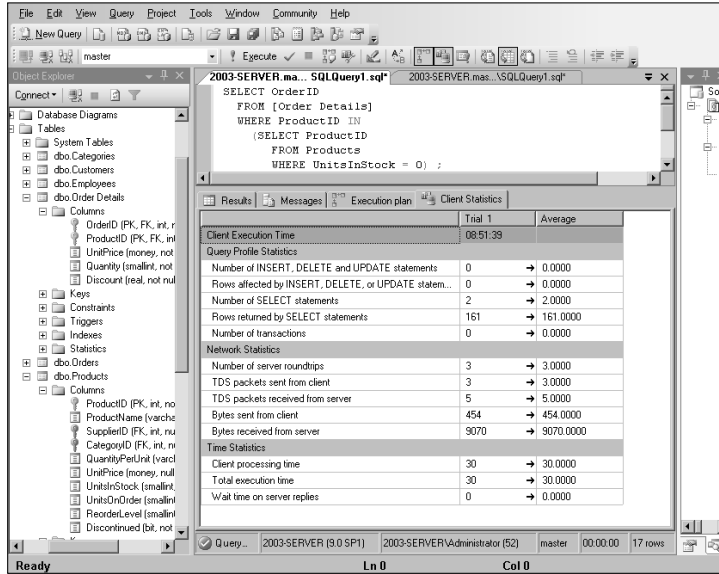 File Edit View Query Project Tools Window Community Help
New Query
master Execute
Object Explorer
Connect
Database Diagrams
Tables
System Tables
dbo.Categories
dbo.Customers
dbo.Employees
dbo.Order Details
Columns
OrderID (PK, FK, int, r
ProductID (PK, FK, int
UnitPrice (money, not
Quantity (smallint, not
Discount (real, not nul
Keys
Constraints
Triggers
Indexes
Statistics
dbo.Orders
dbo.Products
Columns
ProductID (PK, int, no
ProductName (varcha
SupplierID (FK, int, nu
CategoryID (FK, int, nu
QuantityPerUnit (varcl
UnitPrice (money, null
UnitsInStock (smallint,
UnitsOnOrder (smallint
ReorderLevel (smallint
Discontinued (bit, not
2003-SERVER.ma... SQLQuery1.sql* 2003-SERVER.mas...\SQLQuery1.sql*
SELECT OrderID
FROM [Order Details]
WHERE ProductID IN
(SELECT ProductID
FROM Products
WHERE UnitsInStock = 0) ;
Results Messages Execution plan Client Statistics
Trial 1 Average
Client Execution Time 08:51:39
Query Profile Statistics
Number of INSERT, DELETE and UPDATE statements 0 → 0.0000
Rows affected by INSERT, DELETE, or UPDATE statem... 0 → 0.0000
Number of SELECT statements 2 → 2.0000
Rows returned by SELECT statements 161 → 161.0000
Number of transactions 0 → 0.0000
Network Statistics
Number of server roundtrips 3 → 3.0000
TDS packets sent from client 3 → 3.0000
TDS packets received from server 5 → 5.0000
Bytes sent from client 454 → 454.0000
Bytes received from server 9070 → 9070.0000
Time Statistics
Client processing time 30 → 30.0000
Total execution time 30 → 30.0000
Wait time on server replies 0 → 0.0000
Query... 2003-SERVER (9.0 SP1) 2003-SERVER\Administrator (52) master 00:00:00 17 rows
So
Ready Ln 0 Col 0